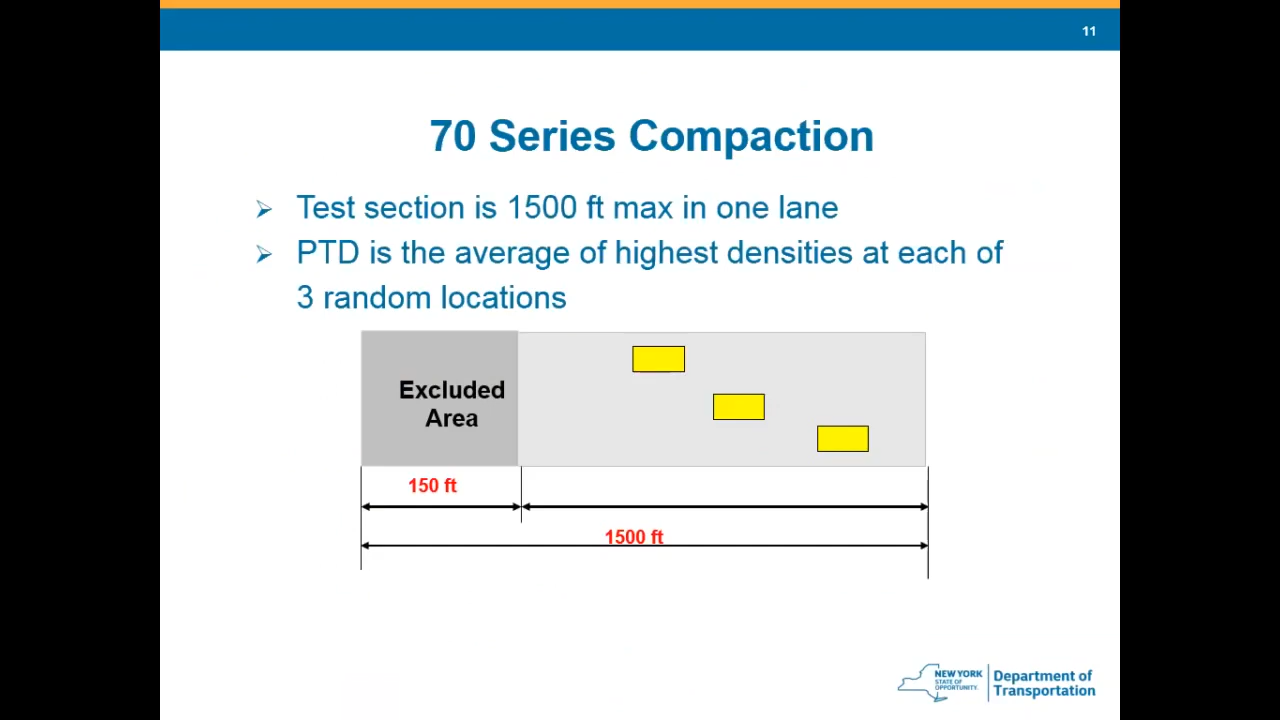 11
70 Series Compaction
➢ Test section is 1500 ft max in one lane
➢ PTD is the average of highest densities at each of
3 random locations
Excluded
Area
150 ft
1500 ft
NEW YORK
STATE OF
OPPORTUNITY.
Department of
Transportation